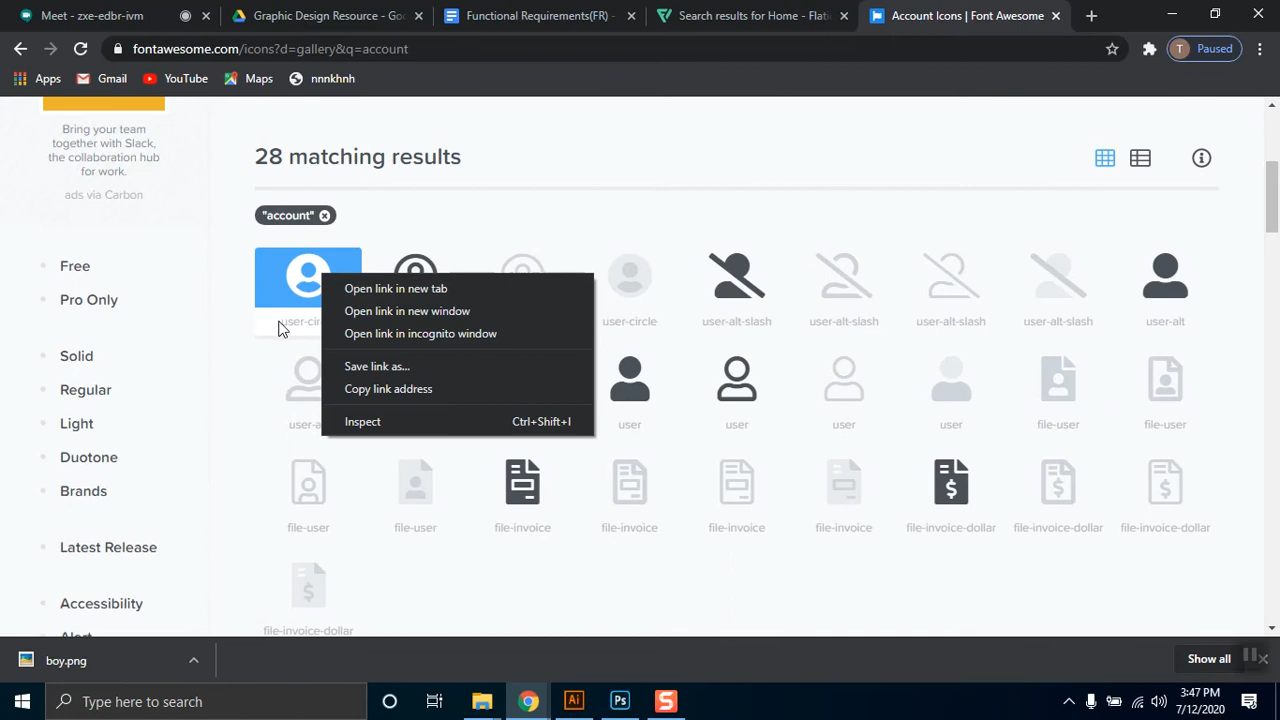 Meet - zxe-edbr-ivm
Graphic Design Resource - Goo
Functional Requirements(FR) -
Search results for Home - Flati
Account Icons | Font Awesome
fontawesome.com/icons?d=gallery&q=account
T Paused
Apps Gmail YouTube Maps nnnkhnh
Bring your team
together with Slack,
the collaboration hub
for work.
ads via Carbon
Free
Pro Only
Solid
Regular
Light
Duotone
Brands
Latest Release
Accessibility
28 matching results
"account"
user-cir user-circle user-alt-slash user-alt-slash user-alt-slash user-alt-slash user-alt
Open link in new tab
Open link in new window
Open link in incognito window
Save link as...
Copy link address
Inspect Ctrl+Shift+I
user-a user user user user file-user file-user
file-user file-user file-invoice file-invoice file-invoice file-invoice file-invoice-dollar file-invoice-dollar file-invoice-dollar
file-invoice-dollar
boy.png
Show all
Type here to search
Ai Ps S
3:47 PM
7/12/2020